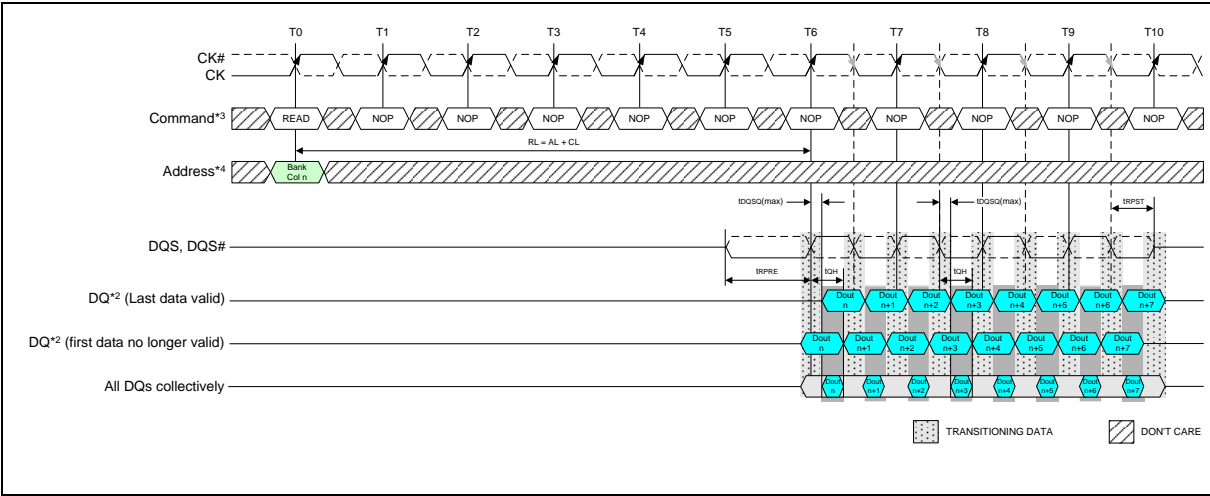 T0 T1 T2 T3 T4 T5 T6 T7 T8 T9 T10
CK#
CK
Command*3 READ NOP NOP NOP NOP NOP NOP NOP NOP NOP NOP
RL = AL + CL
Address*4 Bank
Col n
tDQSQ(max) tDQSQ(max) tRPST
DQS, DQS#
tRPRE tQH tQH
DQ*2 (Last data valid) Dout Dout Dout Dout Dout Dout Dout Dout
n n+1 n+2 n+3 n+4 n+5 n+6 n+7
DQ*2 (first data no longer valid) Dout Dout Dout Dout Dout Dout Dout Dout
n n+1 n+2 n+3 n+4 n+5 n+6 n+7
All DQs collectively Dout Dout Dout Dout Dout Dout Dout Dout
n n+1 n+2 n+3 n+4 n+5 n+6 n+7
TRANSITIONING DATA DON'T CARE